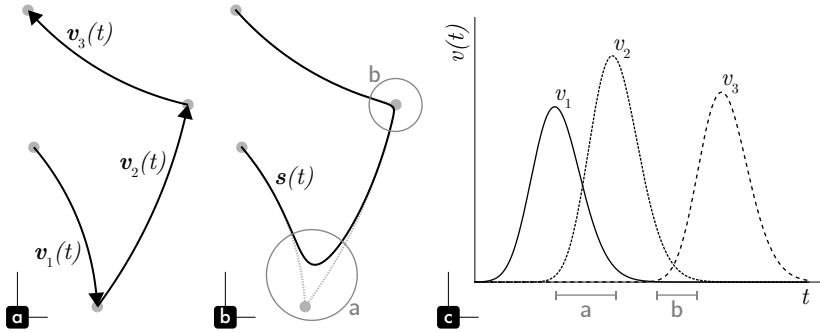 v₃(t)
v₂(t)
v₁(t)
a
b
s(t)
a
b
v(t)
v₁
v₂
v₃
t
a
b
c